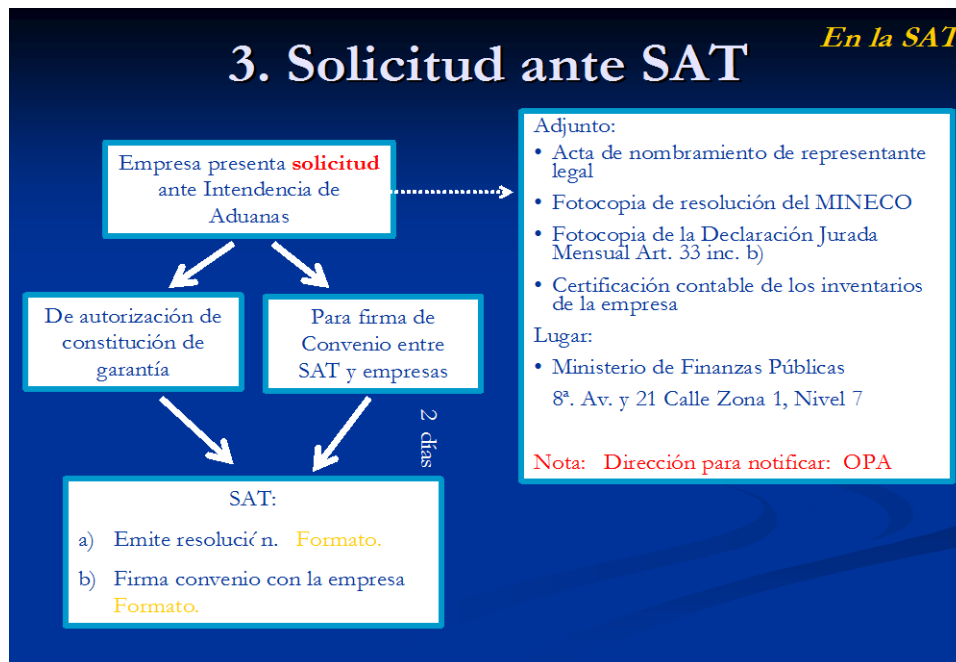 En la SAT
3. Solicitud ante SAT
Empresa presenta solicitud
ante Intendencia de
Aduanas
De autorización de
constitución de
garantía
Para firma de
Convenio entre
SAT y empresas
2 días
SAT:
a) Emite resolución. Formato.
b) Firma convenio con la empresa
Formato.
Adjunto:
• Acta de nombramiento de representante
legal
• Fotocopia de resolución del MINECO
• Fotocopia de la Declaración Jurada
Mensual Art. 33 inc. b)
• Certificación contable de los inventarios
de la empresa
Lugar:
• Ministerio de Finanzas Públicas
8ª. Av. y 21 Calle Zona 1, Nivel 7
Nota: Dirección para notificar: OPA